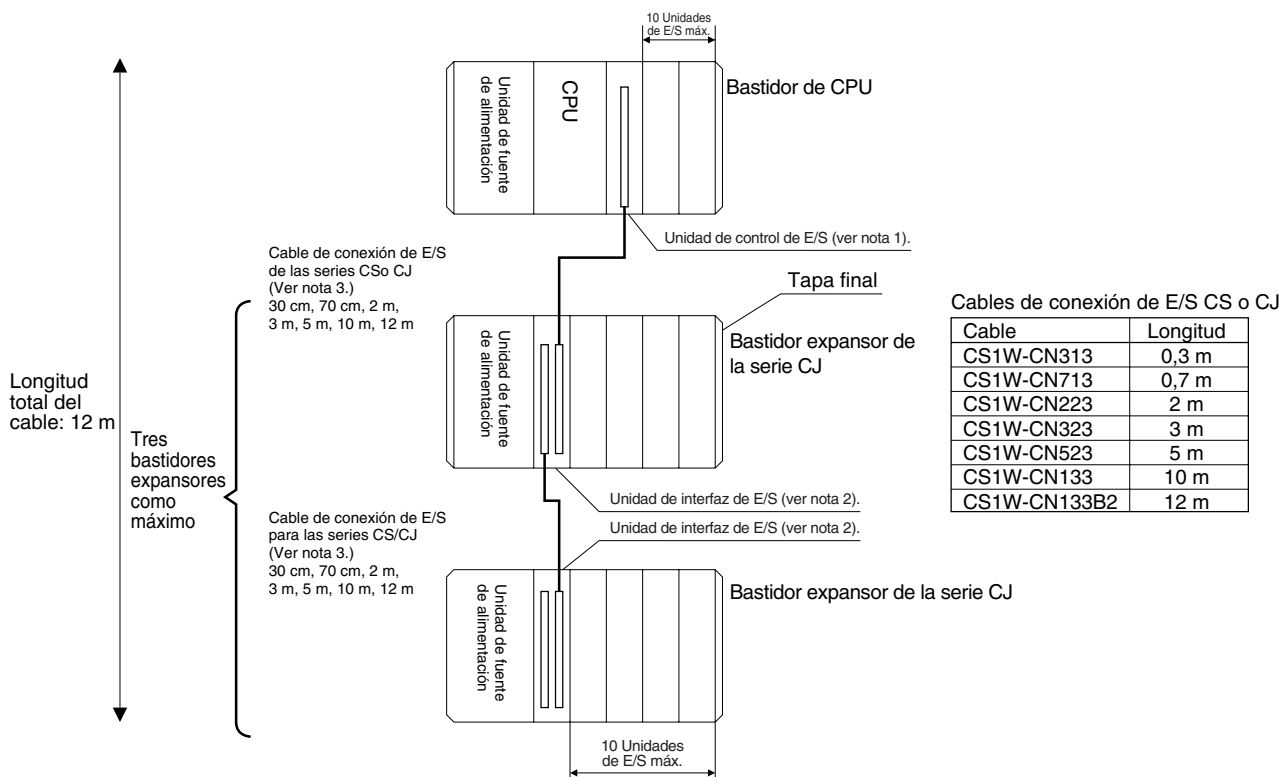 10 Unidades
de E/S máx.
Unidad de fuente
de alimentación
CPU
Bastidor de CPU
Unidad de control de E/S (ver nota 1).
Cable de conexión de E/S
de las series CSo CJ
(Ver nota 3.)
30 cm, 70 cm, 2 m,
3 m, 5 m, 10 m, 12 m
Tapa final
Unidad de fuente
de alimentación
Bastidor expansor de
la serie CJ
Longitud
total del
cable: 12 m
Tres
bastidores
expansores
como
máximo
Unidad de interfaz de E/S (ver nota 2).
Unidad de interfaz de E/S (ver nota 2).
Cable de conexión de E/S
para las series CS/CJ
(Ver nota 3.)
30 cm, 70 cm, 2 m,
3 m, 5 m, 10 m, 12 m
Unidad de fuente
de alimentación
Bastidor expansor de la serie CJ
10 Unidades
de E/S máx.
Cables de conexión de E/S CS o CJ
Cable Longitud
CS1W-CN313 0,3 m
CS1W-CN713 0,7 m
CS1W-CN223 2 m
CS1W-CN323 3 m
CS1W-CN523 5 m
CS1W-CN133 10 m
CS1W-CN133B2 12 m